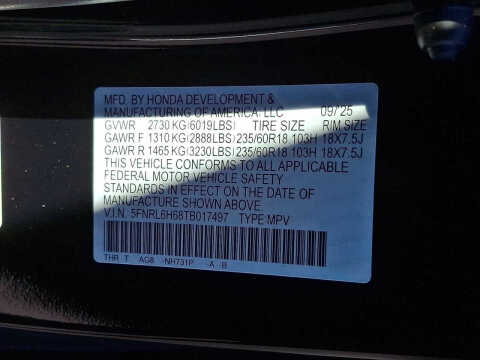 MFD. BY HONDA DEVELOPMENT &
MANUFACTURING OF AMERICA, LLC 09/25
GVWR 2730 KG (6019LBS) TIRE SIZE RIM SIZE
GAWR F 1310 KG (2888LBS) 235/60R18 103H 18X7.5J
GAWR R 1465 KG (3230LBS) 235/60R18 103H 18X7.5J
THIS VEHICLE CONFORMS TO ALL APPLICABLE
FEDERAL MOTOR VEHICLE SAFETY
STANDARDS IN EFFECT ON THE DATE OF
MANUFACTURE SHOWN ABOVE.
V.I.N. 5FNRL6H68TB017497 TYPE MPV
THR T AG8 -NH731P -A -B